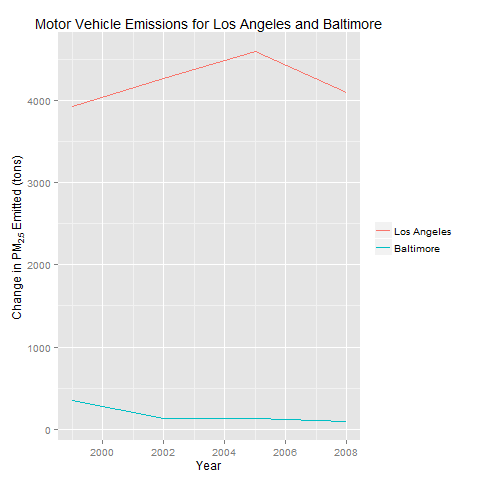 Motor Vehicle Emissions for Los Angeles and Baltimore
Change in PM2.5 Emitted (tons)
4000
3000
2000
1000
0
2000 2002 2004 2006 2008
Year
Los Angeles
Baltimore